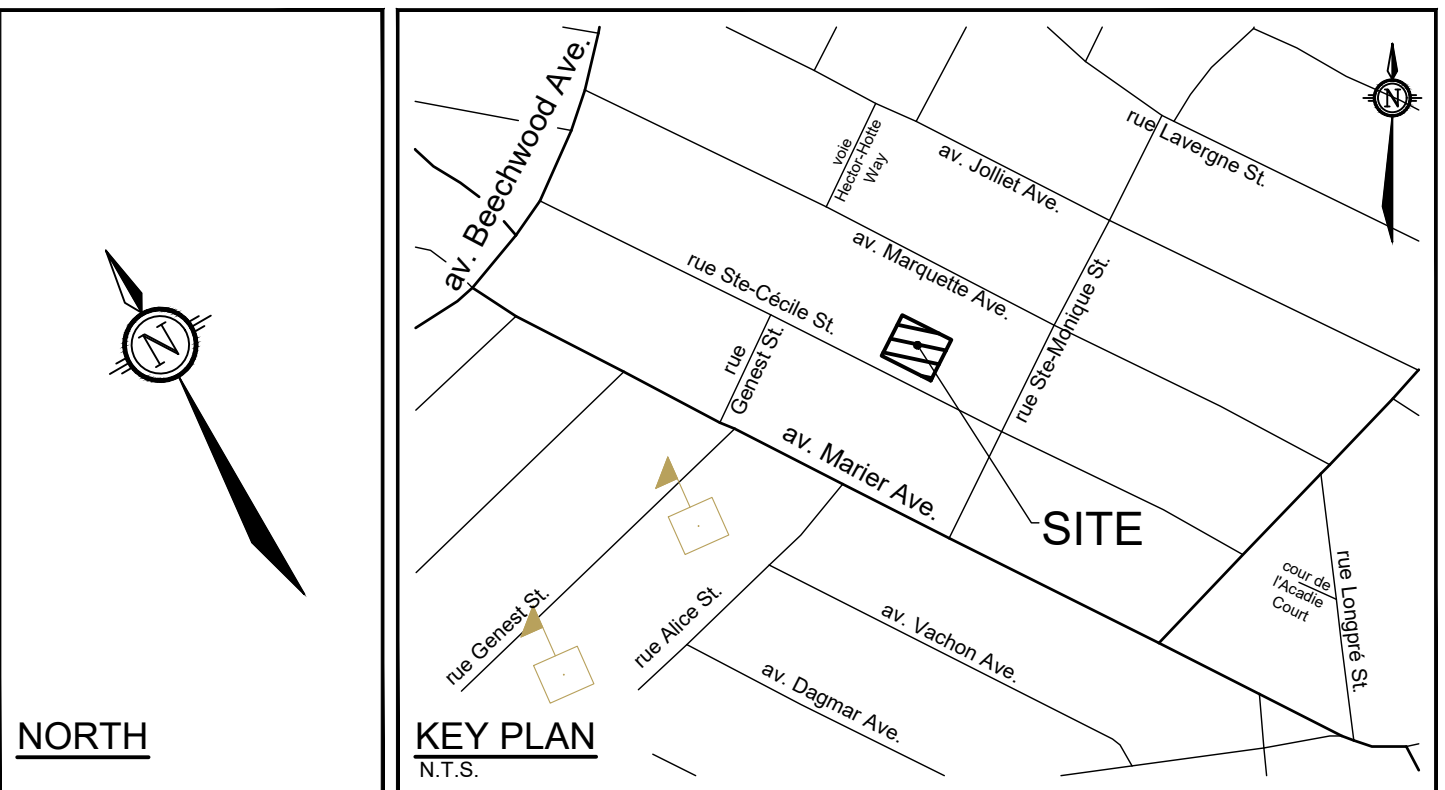 N
NORTH
av. Beechwood Ave.
voie
Hector-Hotte
Way
av. Jolliet Ave.
rue Lavergne St.
N
av. Marquette Ave.
rue Ste-Cécile St.
rue Ste-Monique St.
rue
Genest St.
av. Marier Ave.
SITE
rue Genest St.
rue Alice St.
av. Vachon Ave.
av. Dagmar Ave.
cour de
l'Acadie
Court
rue Longpré St.
KEY PLAN
N.T.S.